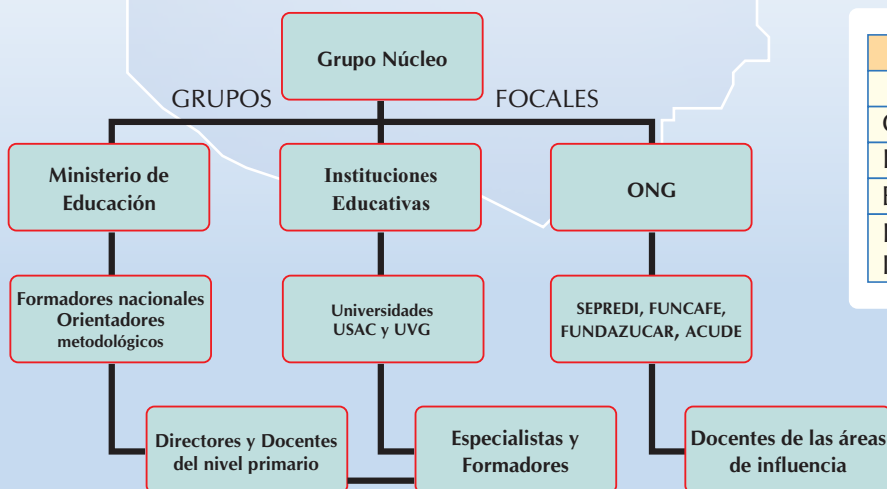 Grupo Núcleo
GRUPOS FOCALES
Ministerio de
Educación
Instituciones
Educativas
ONG
Formadores nacionales
Orientadores
metodológicos
Universidades
USAC y UVG
SEPREDI, FUNCAFE,
FUNDAZUCAR, ACUDE
Directores y Docentes
del nivel primario
Especialistas y
Formadores
Docentes de las áreas
de influencia